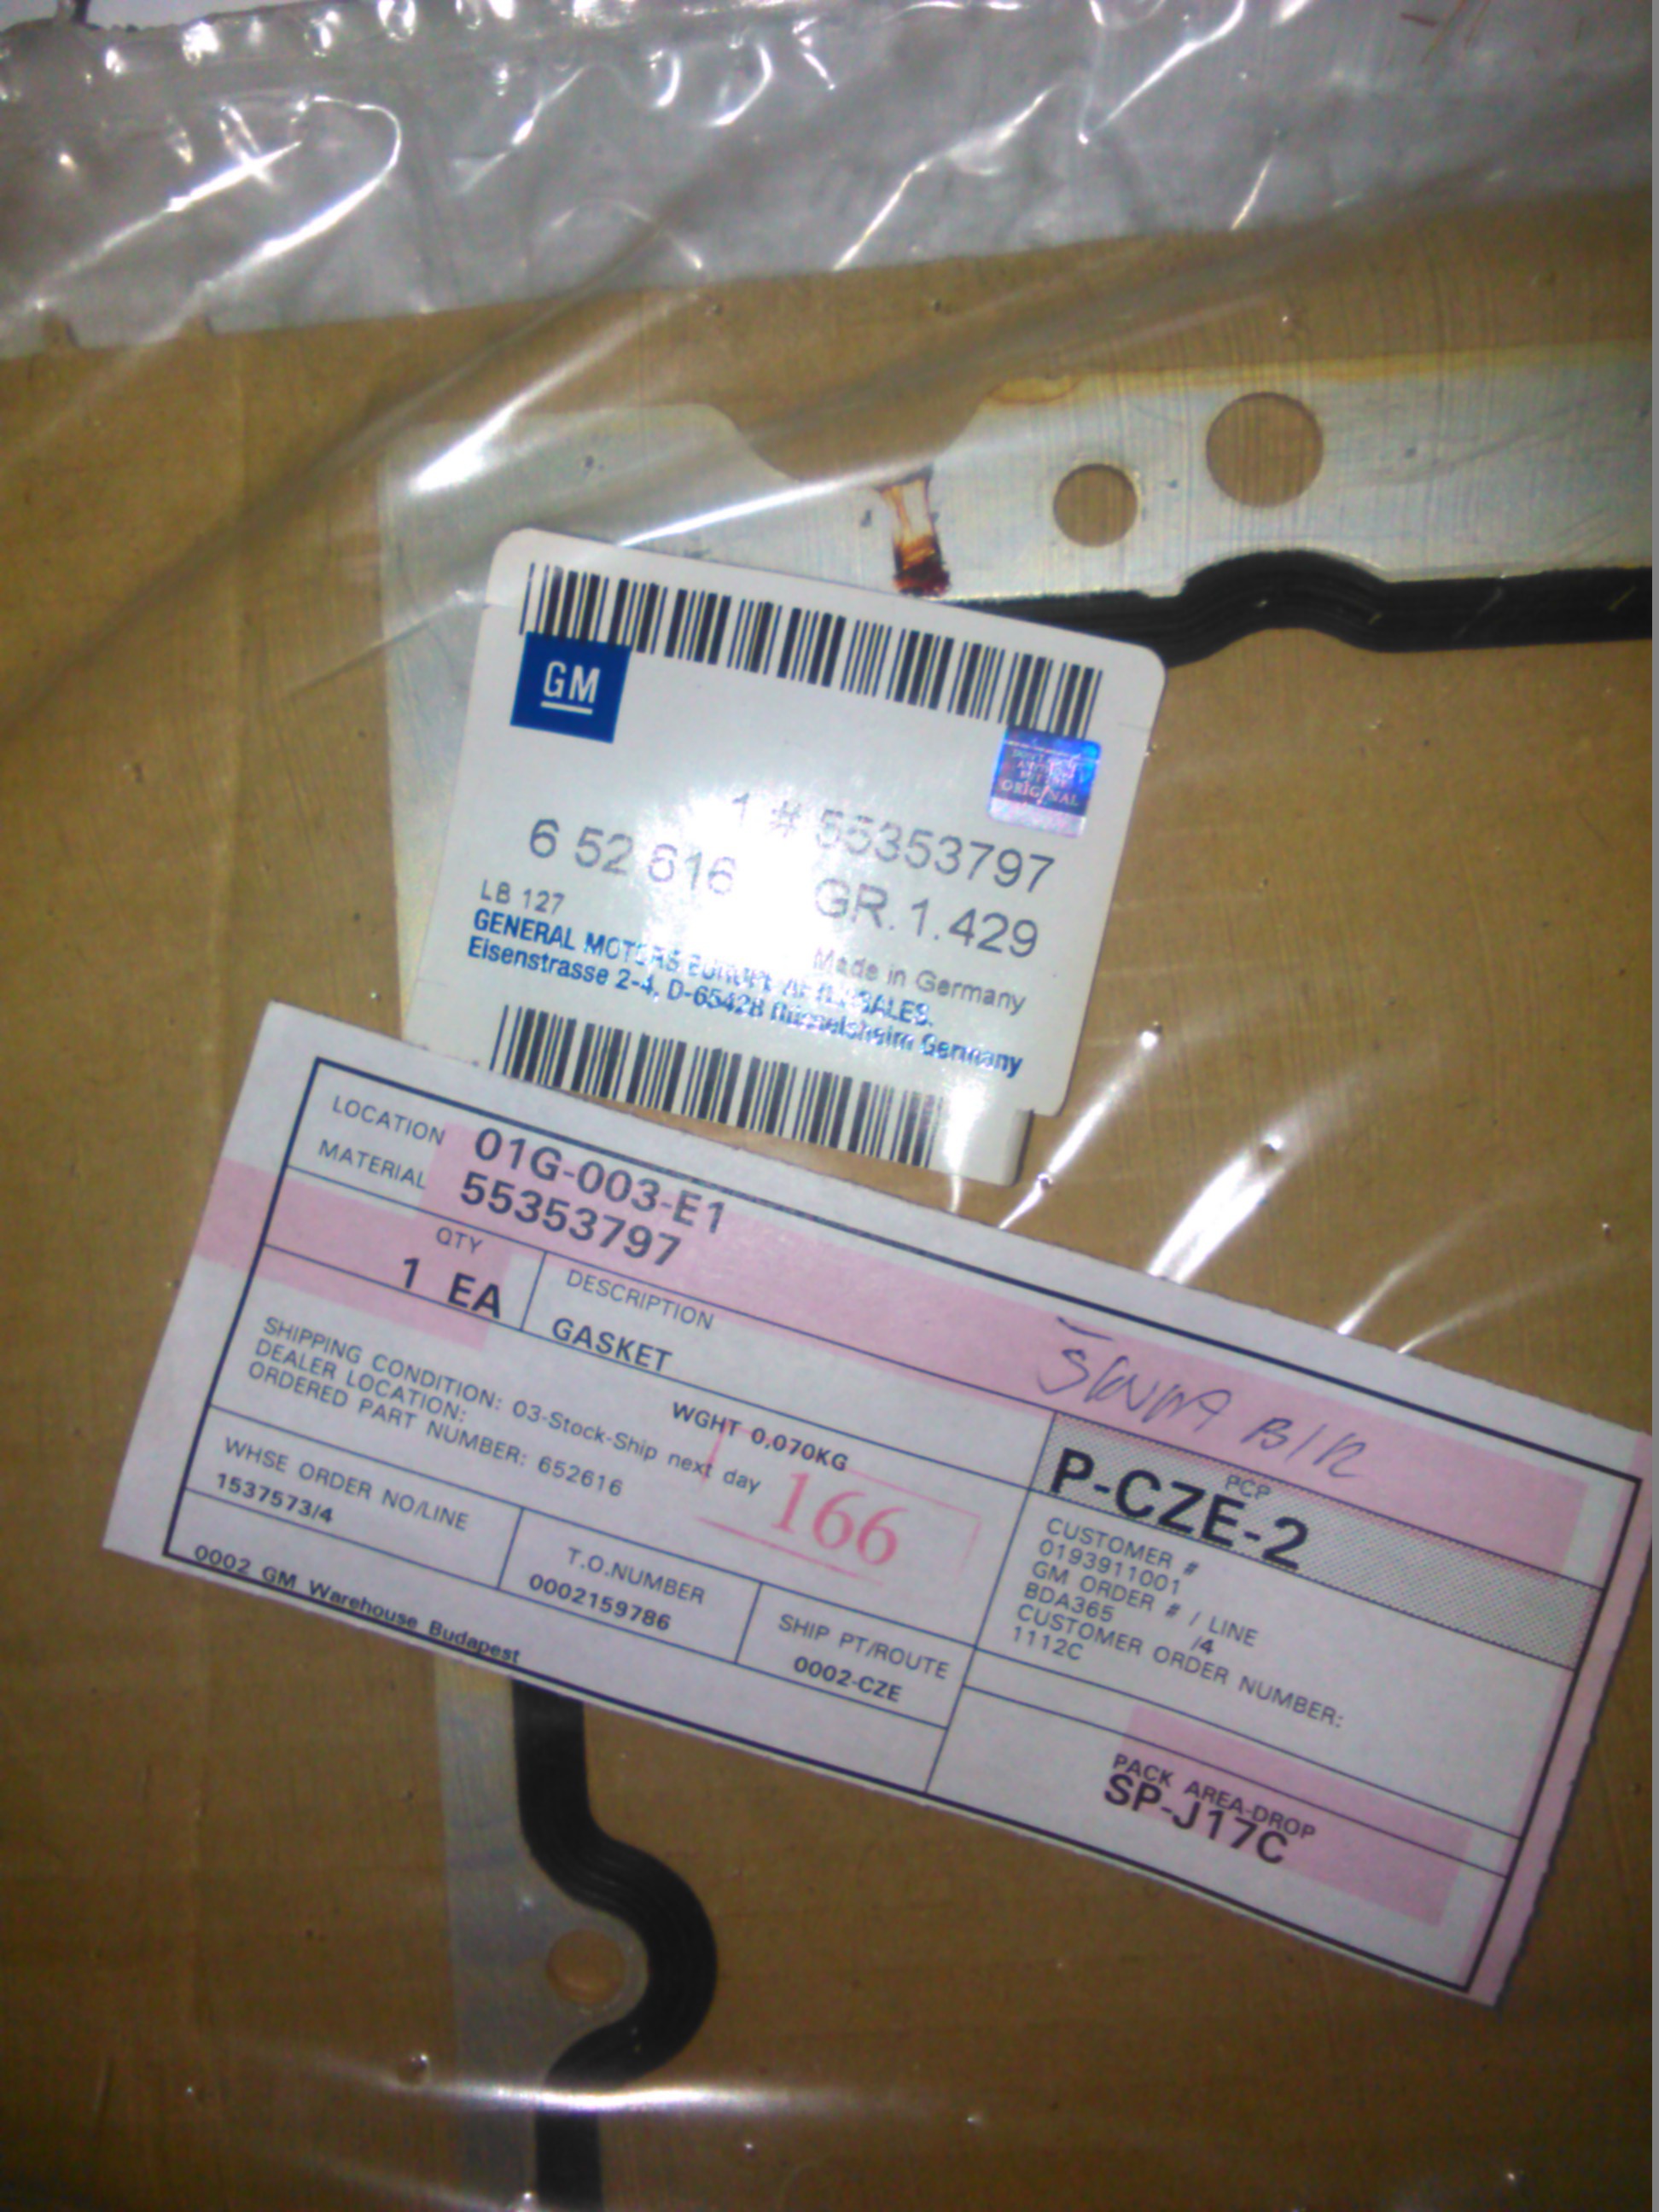 GM
ORIGINAL
1 # 55353797
6 52 616 GR.1.429
LB 127
Made in Germany
GENERAL MOTORS EUROPE AFTERSALES.
Eisenstrasse 2-4, D-65428 Rüsselsheim Germany
LOCATION 01G-003-E1
MATERIAL 55353797
QTY
1 EA
DESCRIPTION
GASKET
WGHT 0,070KG
SHIPPING CONDITION: 03-Stock-Ship next day
DEALER LOCATION:
ORDERED PART NUMBER: 652616
166
WHSE ORDER NO/LINE
1537573/4
T.O.NUMBER
0002159786
SHIP PT/ROUTE
0002-CZE
0002 GM Warehouse Budapest
PCP
P-CZE-2
CUSTOMER #
0193911001
GM ORDER # / LINE
BDA365 /4
CUSTOMER ORDER NUMBER:
1112C
PACK AREA-DROP
SP-J17C